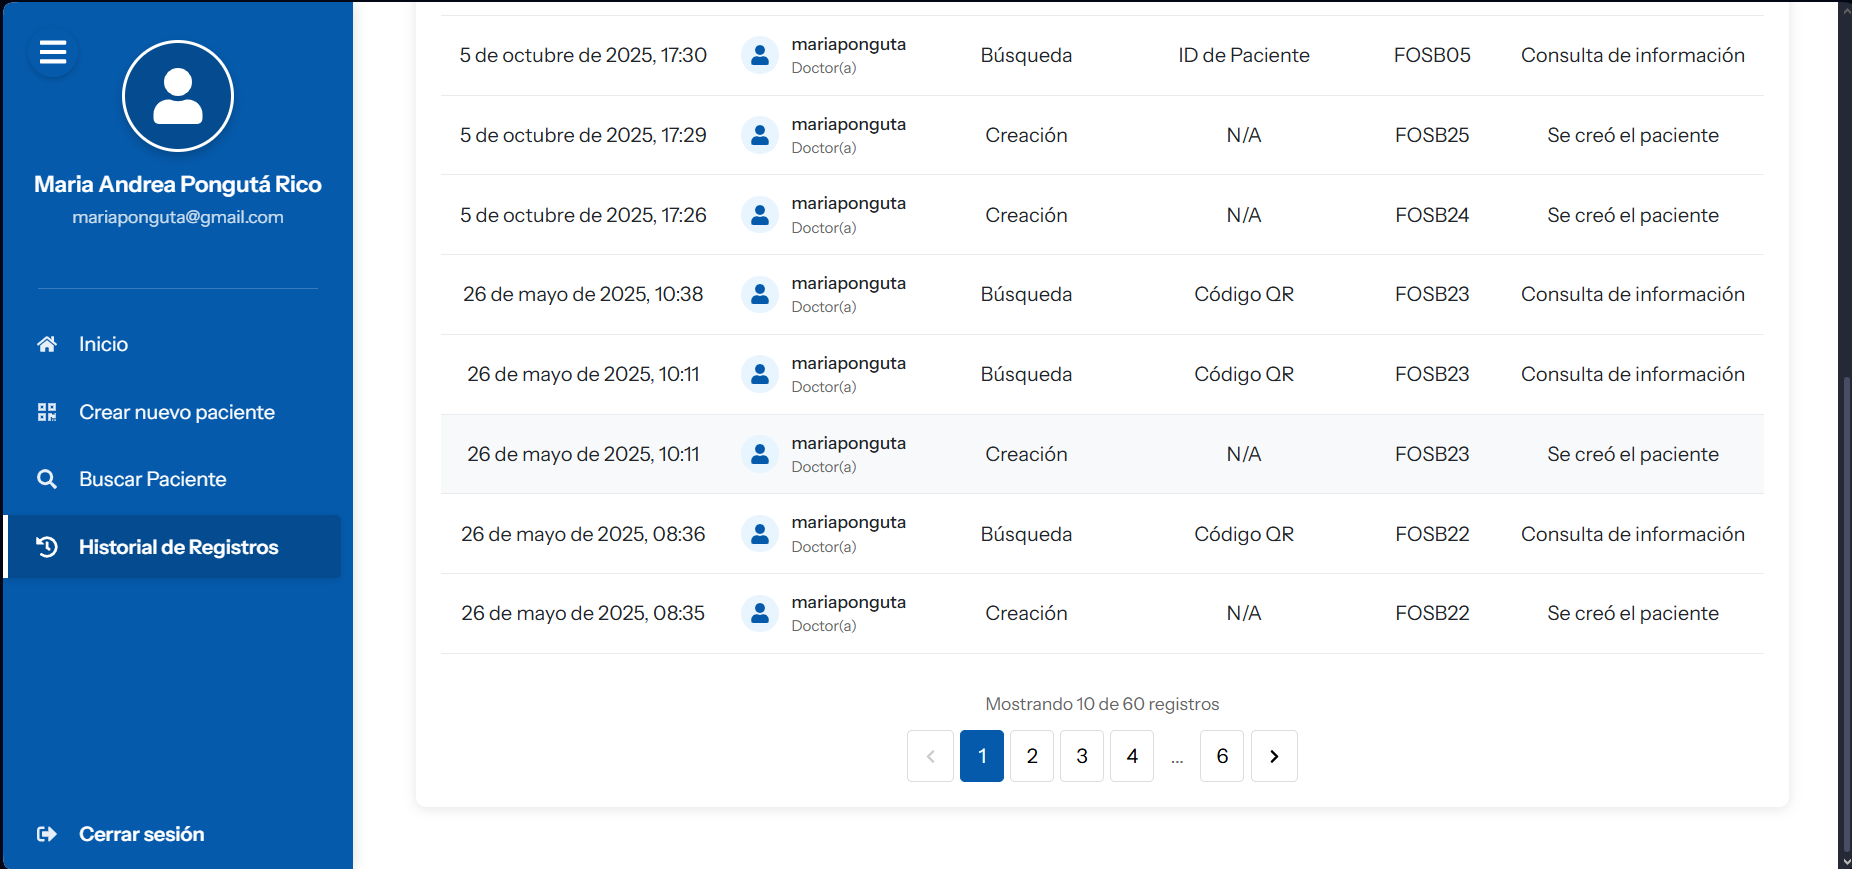 Maria Andrea Pongutá Rico
mariaponguta@gmail.com
Inicio
Crear nuevo paciente
Buscar Paciente
Historial de Registros
Cerrar sesión
5 de octubre de 2025, 17:30 mariaponguta Doctor(a) Búsqueda ID de Paciente FOSB05 Consulta de información
5 de octubre de 2025, 17:29 mariaponguta Doctor(a) Creación N/A FOSB25 Se creó el paciente
5 de octubre de 2025, 17:26 mariaponguta Doctor(a) Creación N/A FOSB24 Se creó el paciente
26 de mayo de 2025, 10:38 mariaponguta Doctor(a) Búsqueda Código QR FOSB23 Consulta de información
26 de mayo de 2025, 10:11 mariaponguta Doctor(a) Búsqueda Código QR FOSB23 Consulta de información
26 de mayo de 2025, 10:11 mariaponguta Doctor(a) Creación N/A FOSB23 Se creó el paciente
26 de mayo de 2025, 08:36 mariaponguta Doctor(a) Búsqueda Código QR FOSB22 Consulta de información
26 de mayo de 2025, 08:35 mariaponguta Doctor(a) Creación N/A FOSB22 Se creó el paciente
Mostrando 10 de 60 registros
1 2 3 4 ... 6